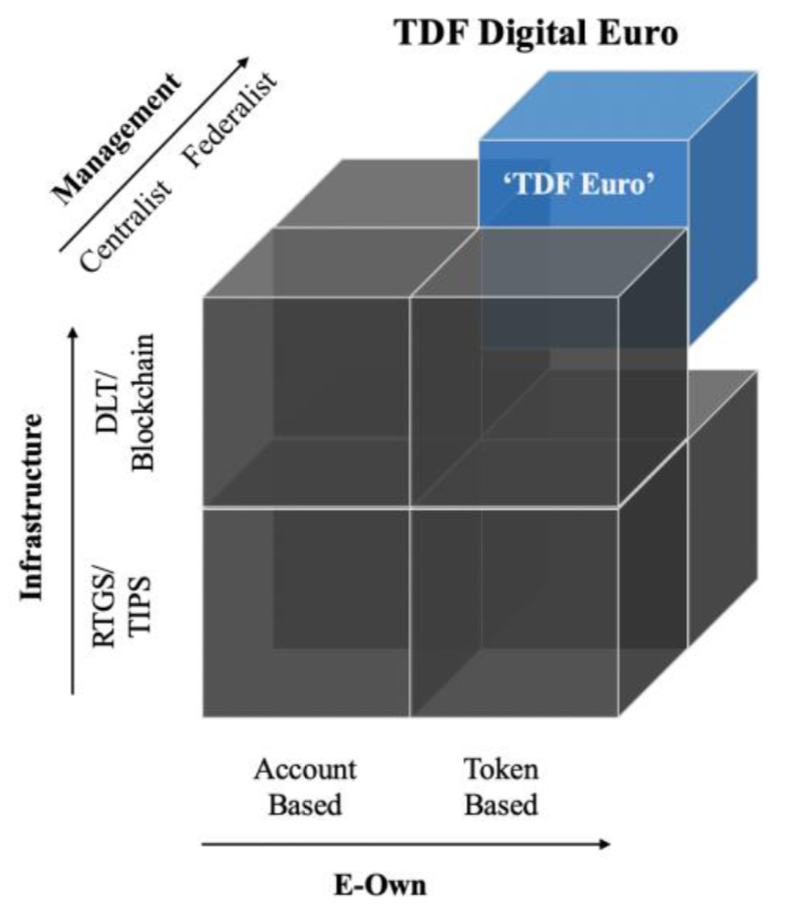 TDF Digital Euro
Management
Centralist Federalist
‘TDF Euro’
Infrastructure
DLT/
Blockchain
RTGS/
TIPS
Account
Based
Token
Based
E-Own